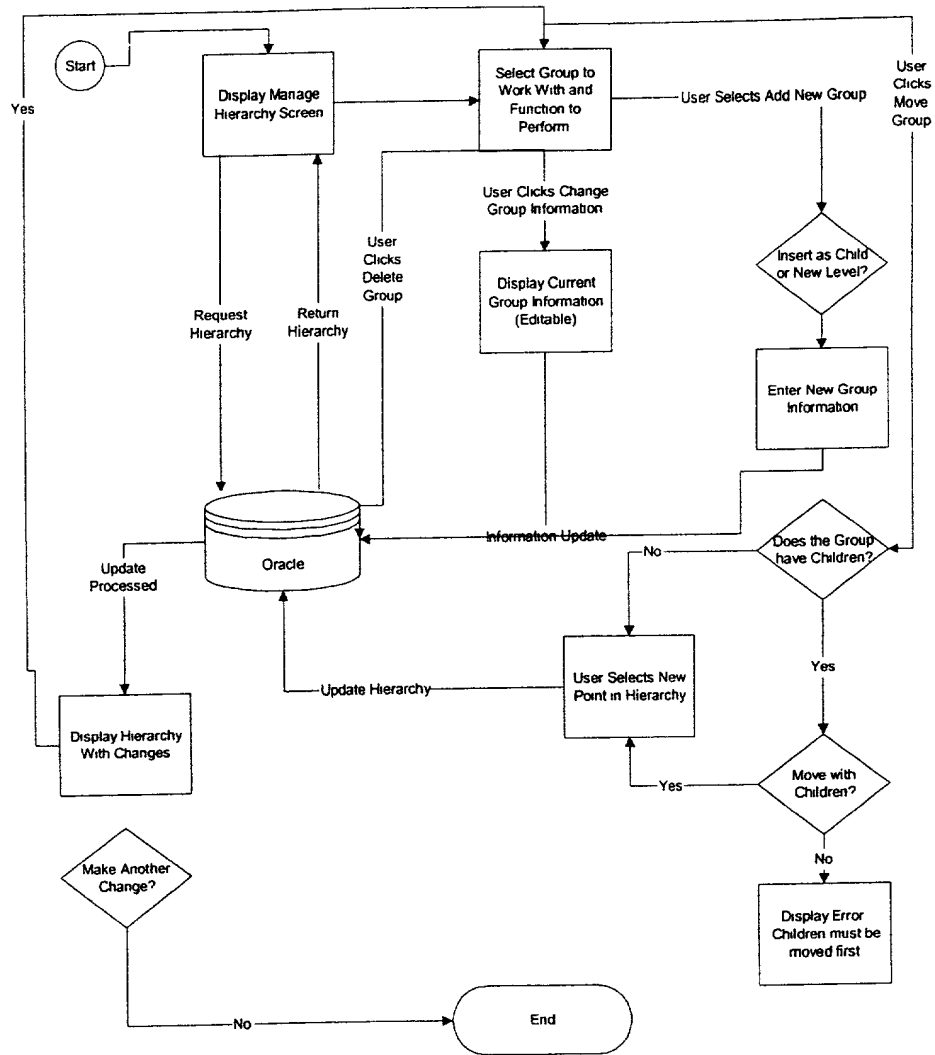 Start
Display Manage
Hierarchy Screen
Select Group to
Work With and
Function to
Perform
User Selects Add New Group
User
Clicks
Move
Group
Yes
User Clicks Change
Group Information
User
Clicks
Delete
Group
Insert as Child
or New Level?
Display Current
Group Information
(Editable)
Request
Hierarchy
Return
Hierarchy
Enter New Group
Information
Information Update
Does the Group
have Children?
No
Oracle
Update
Processed
Yes
User Selects New
Point in Hierarchy
Update Hierarchy
Display Hierarchy
With Changes
Move with
Children?
Yes
No
Make Another
Change?
Display Error
Children must be
moved first
No
End